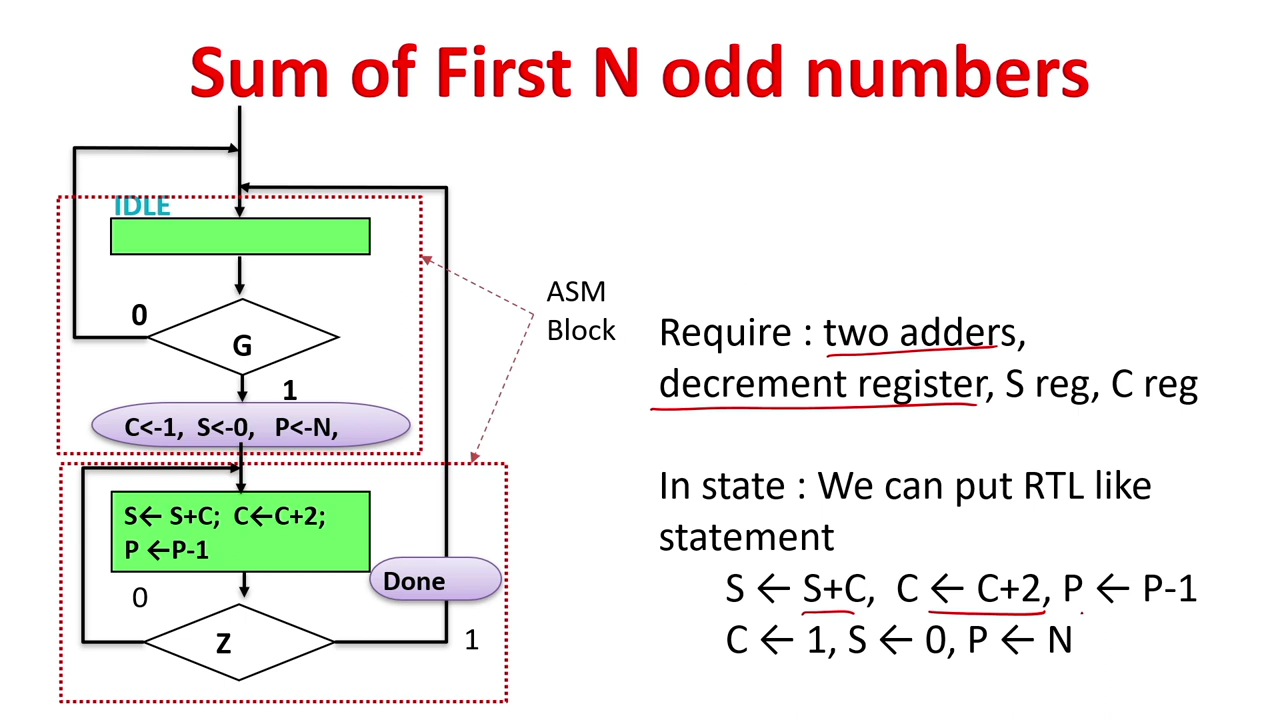 Sum of First N odd numbers
IDLE
0
G
1
C<-1, S<-0, P<-N,
S← S+C; C←C+2;
P ←P-1
0
Done
Z
1
ASM
Block
Require : two adders,
decrement register, S reg, C reg
In state : We can put RTL like
statement
S ← S+C, C ← C+2, P ← P-1
C ← 1, S ← 0, P ← N